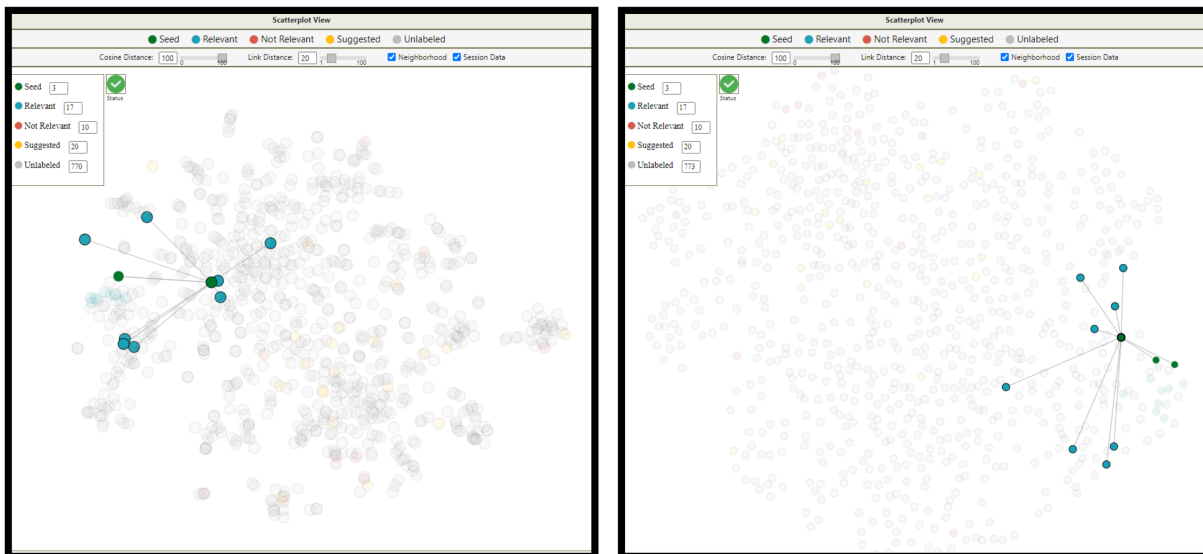 Scatterplot View
Seed Relevant Not Relevant Suggested Unlabeled
Cosine Distance: 100 0 100 Link Distance: 20 1 100 Neighborhood Session Data
Seed 3
Relevant 17
Not Relevant 10
Suggested 20
Unlabeled 770
Status
Scatterplot View
Seed Relevant Not Relevant Suggested Unlabeled
Cosine Distance: 100 0 100 Link Distance: 20 1 100 Neighborhood Session Data
Seed 3
Relevant 17
Not Relevant 10
Suggested 20
Unlabeled 773
Status